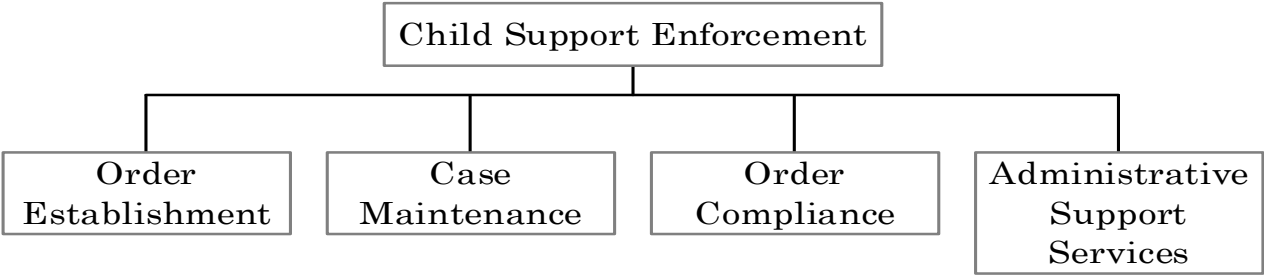 Child Support Enforcement
Order
Establishment
Case
Maintenance
Order
Compliance
Administrative
Support
Services